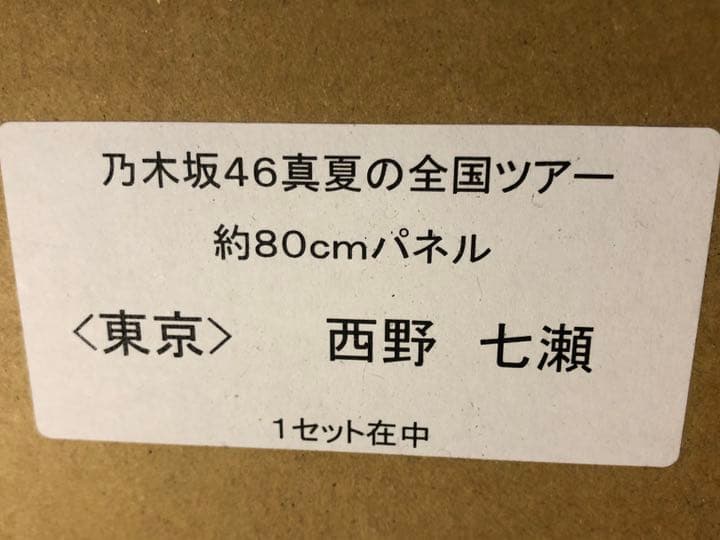 乃木坂46真夏の全国ツアー
約80cmパネル
<東京>　西野　七瀬
1セット在中